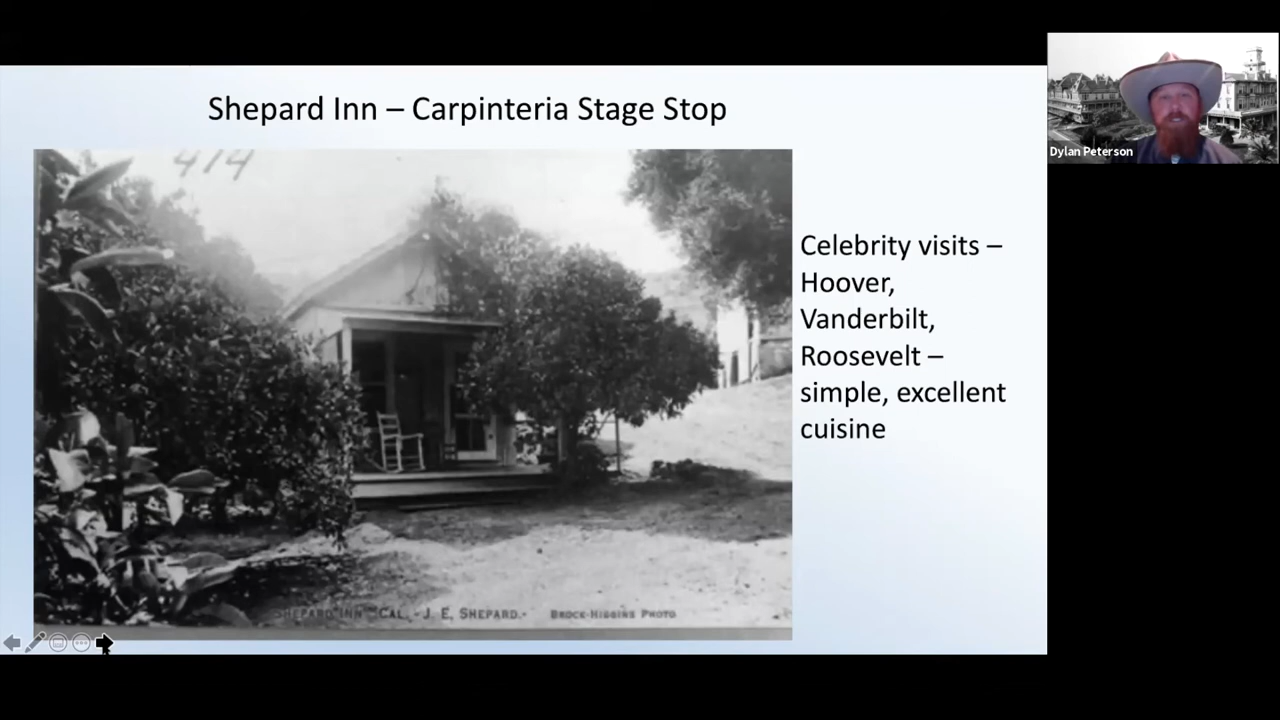 Shepard Inn – Carpinteria Stage Stop
Dylan Peterson
414
Celebrity visits –
Hoover,
Vanderbilt,
Roosevelt –
simple, excellent
cuisine
SHEPARD INN CAL. - J. E. SHEPARD.- BROCK-HIGGINS PHOTO